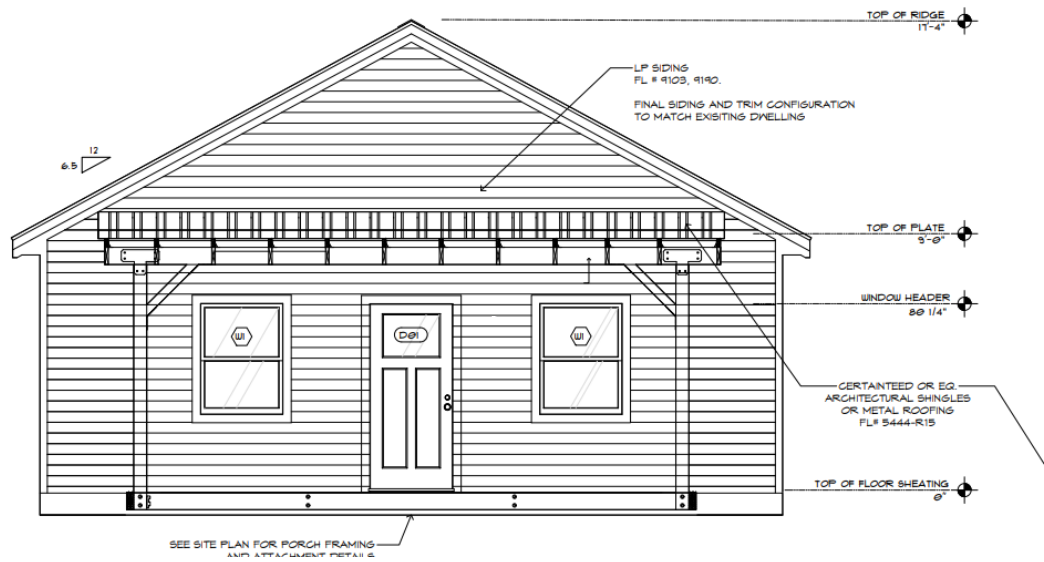 TOP OF RIDGE
17'-4"
LP SIDING
FL # 9103, 9190.
FINAL SIDING AND TRIM CONFIGURATION
TO MATCH EXISITING DWELLING
12
6.5
TOP OF PLATE
9'-0"
WINDOW HEADER
80 1/4"
W1
D01
W1
CERTAINTEED OR EQ.
ARCHITECTURAL SHINGLES
OR METAL ROOFING
FL# 5444-R15
TOP OF FLOOR SHEATING
0"
SEE SITE PLAN FOR PORCH FRAMING
AND ATTACHMENT DETAILS